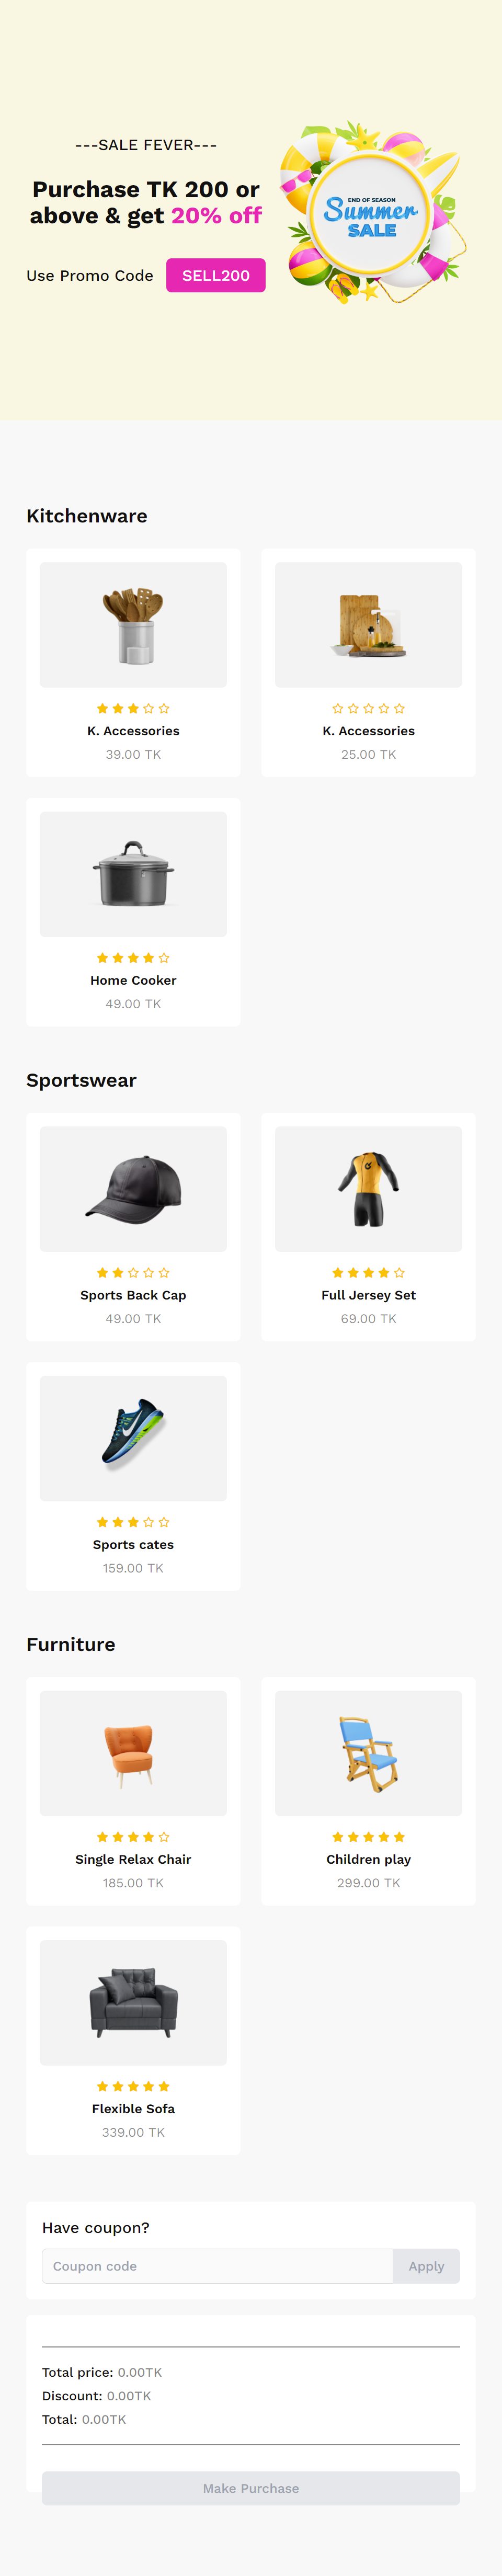 ---SALE FEVER---
Purchase TK 200 or
above & get 20% off
Use Promo Code SELL200
END OF SEASON
Summer
SALE
Kitchenware
K. Accessories
39.00 TK
K. Accessories
25.00 TK
Home Cooker
49.00 TK
Sportswear
Sports Back Cap
49.00 TK
Full Jersey Set
69.00 TK
Sports cates
159.00 TK
Furniture
Single Relax Chair
185.00 TK
Children play
299.00 TK
Flexible Sofa
339.00 TK
Have coupon?
Coupon code
Apply
Total price: 0.00TK
Discount: 0.00TK
Total: 0.00TK
Make Purchase